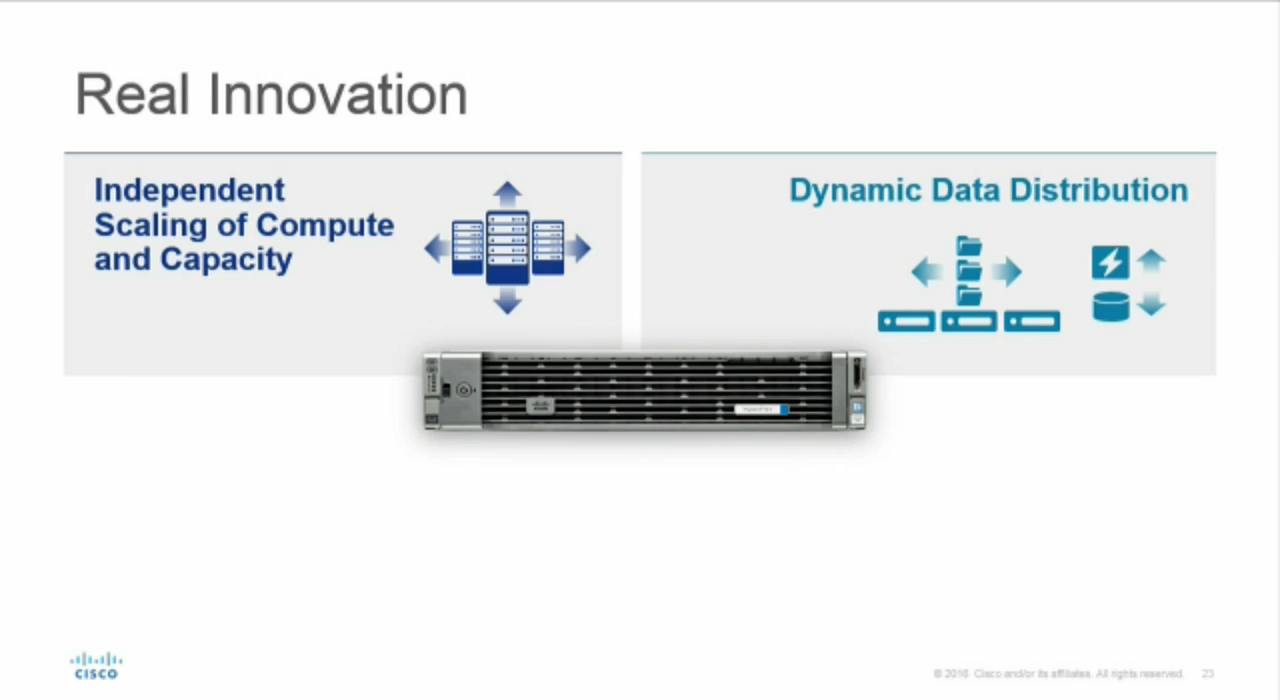 Real Innovation
Independent
Scaling of Compute
and Capacity
Dynamic Data Distribution
CISCO
© 2016 Cisco and/or its affiliates. All rights reserved. 23